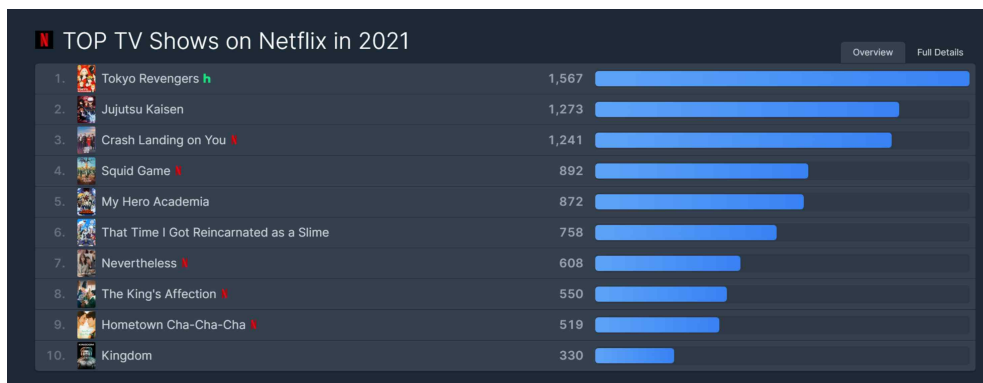 N TOP TV Shows on Netflix in 2021
Overview Full Details
1. Tokyo Revengers h 1,567
2. Jujutsu Kaisen 1,273
3. Crash Landing on You N 1,241
4. Squid Game N 892
5. My Hero Academia 872
6. That Time I Got Reincarnated as a Slime 758
7. Nevertheless N 608
8. The King's Affection N 550
9. Hometown Cha-Cha-Cha N 519
10. Kingdom 330